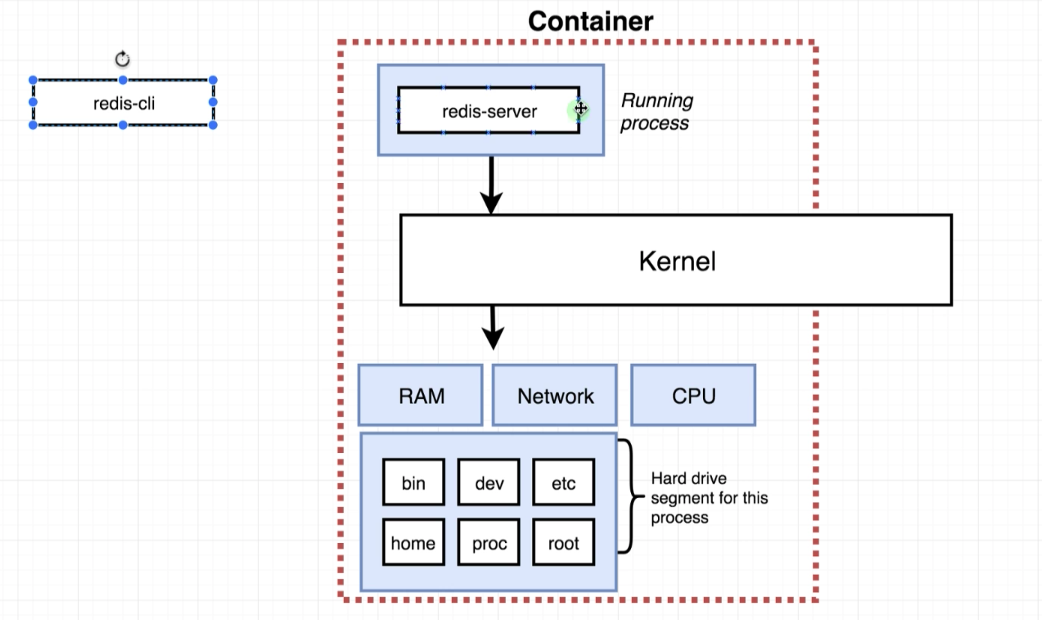 Container
redis-cli
redis-server
Running
process
Kernel
RAM
Network
CPU
bin
dev
etc
home
proc
root
Hard drive
segment for this
process